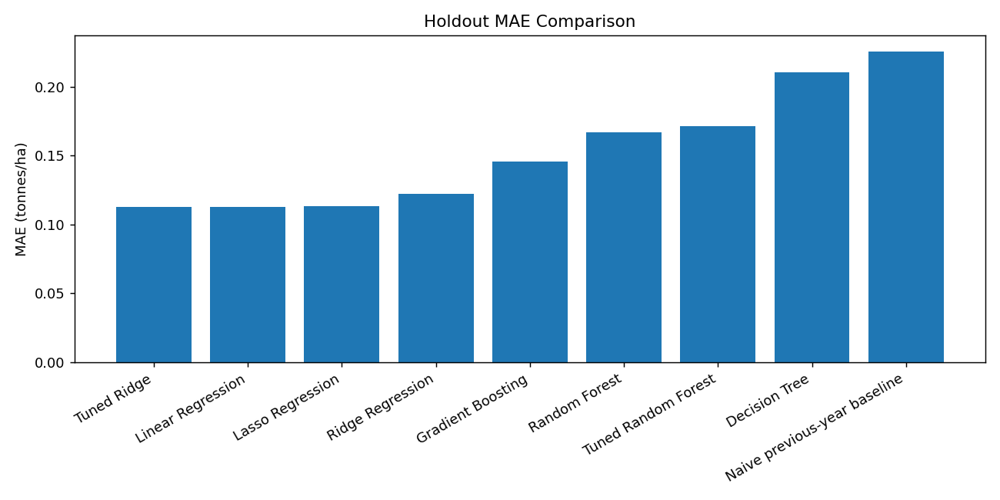 Holdout MAE Comparison
MAE (tonnes/ha)
0.20
0.15
0.10
0.05
0.00
Tuned Ridge
Linear Regression
Lasso Regression
Ridge Regression
Gradient Boosting
Random Forest
Tuned Random Forest
Decision Tree
Naive previous-year baseline